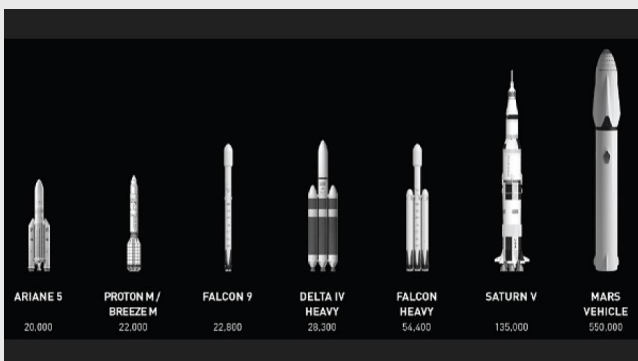 ARIANE 5
20,000
PROTON M /
BREEZE M
22,000
FALCON 9
22,800
DELTA IV
HEAVY
28,300
FALCON
HEAVY
54,400
SATURN V
135,000
MARS
VEHICLE
550,000